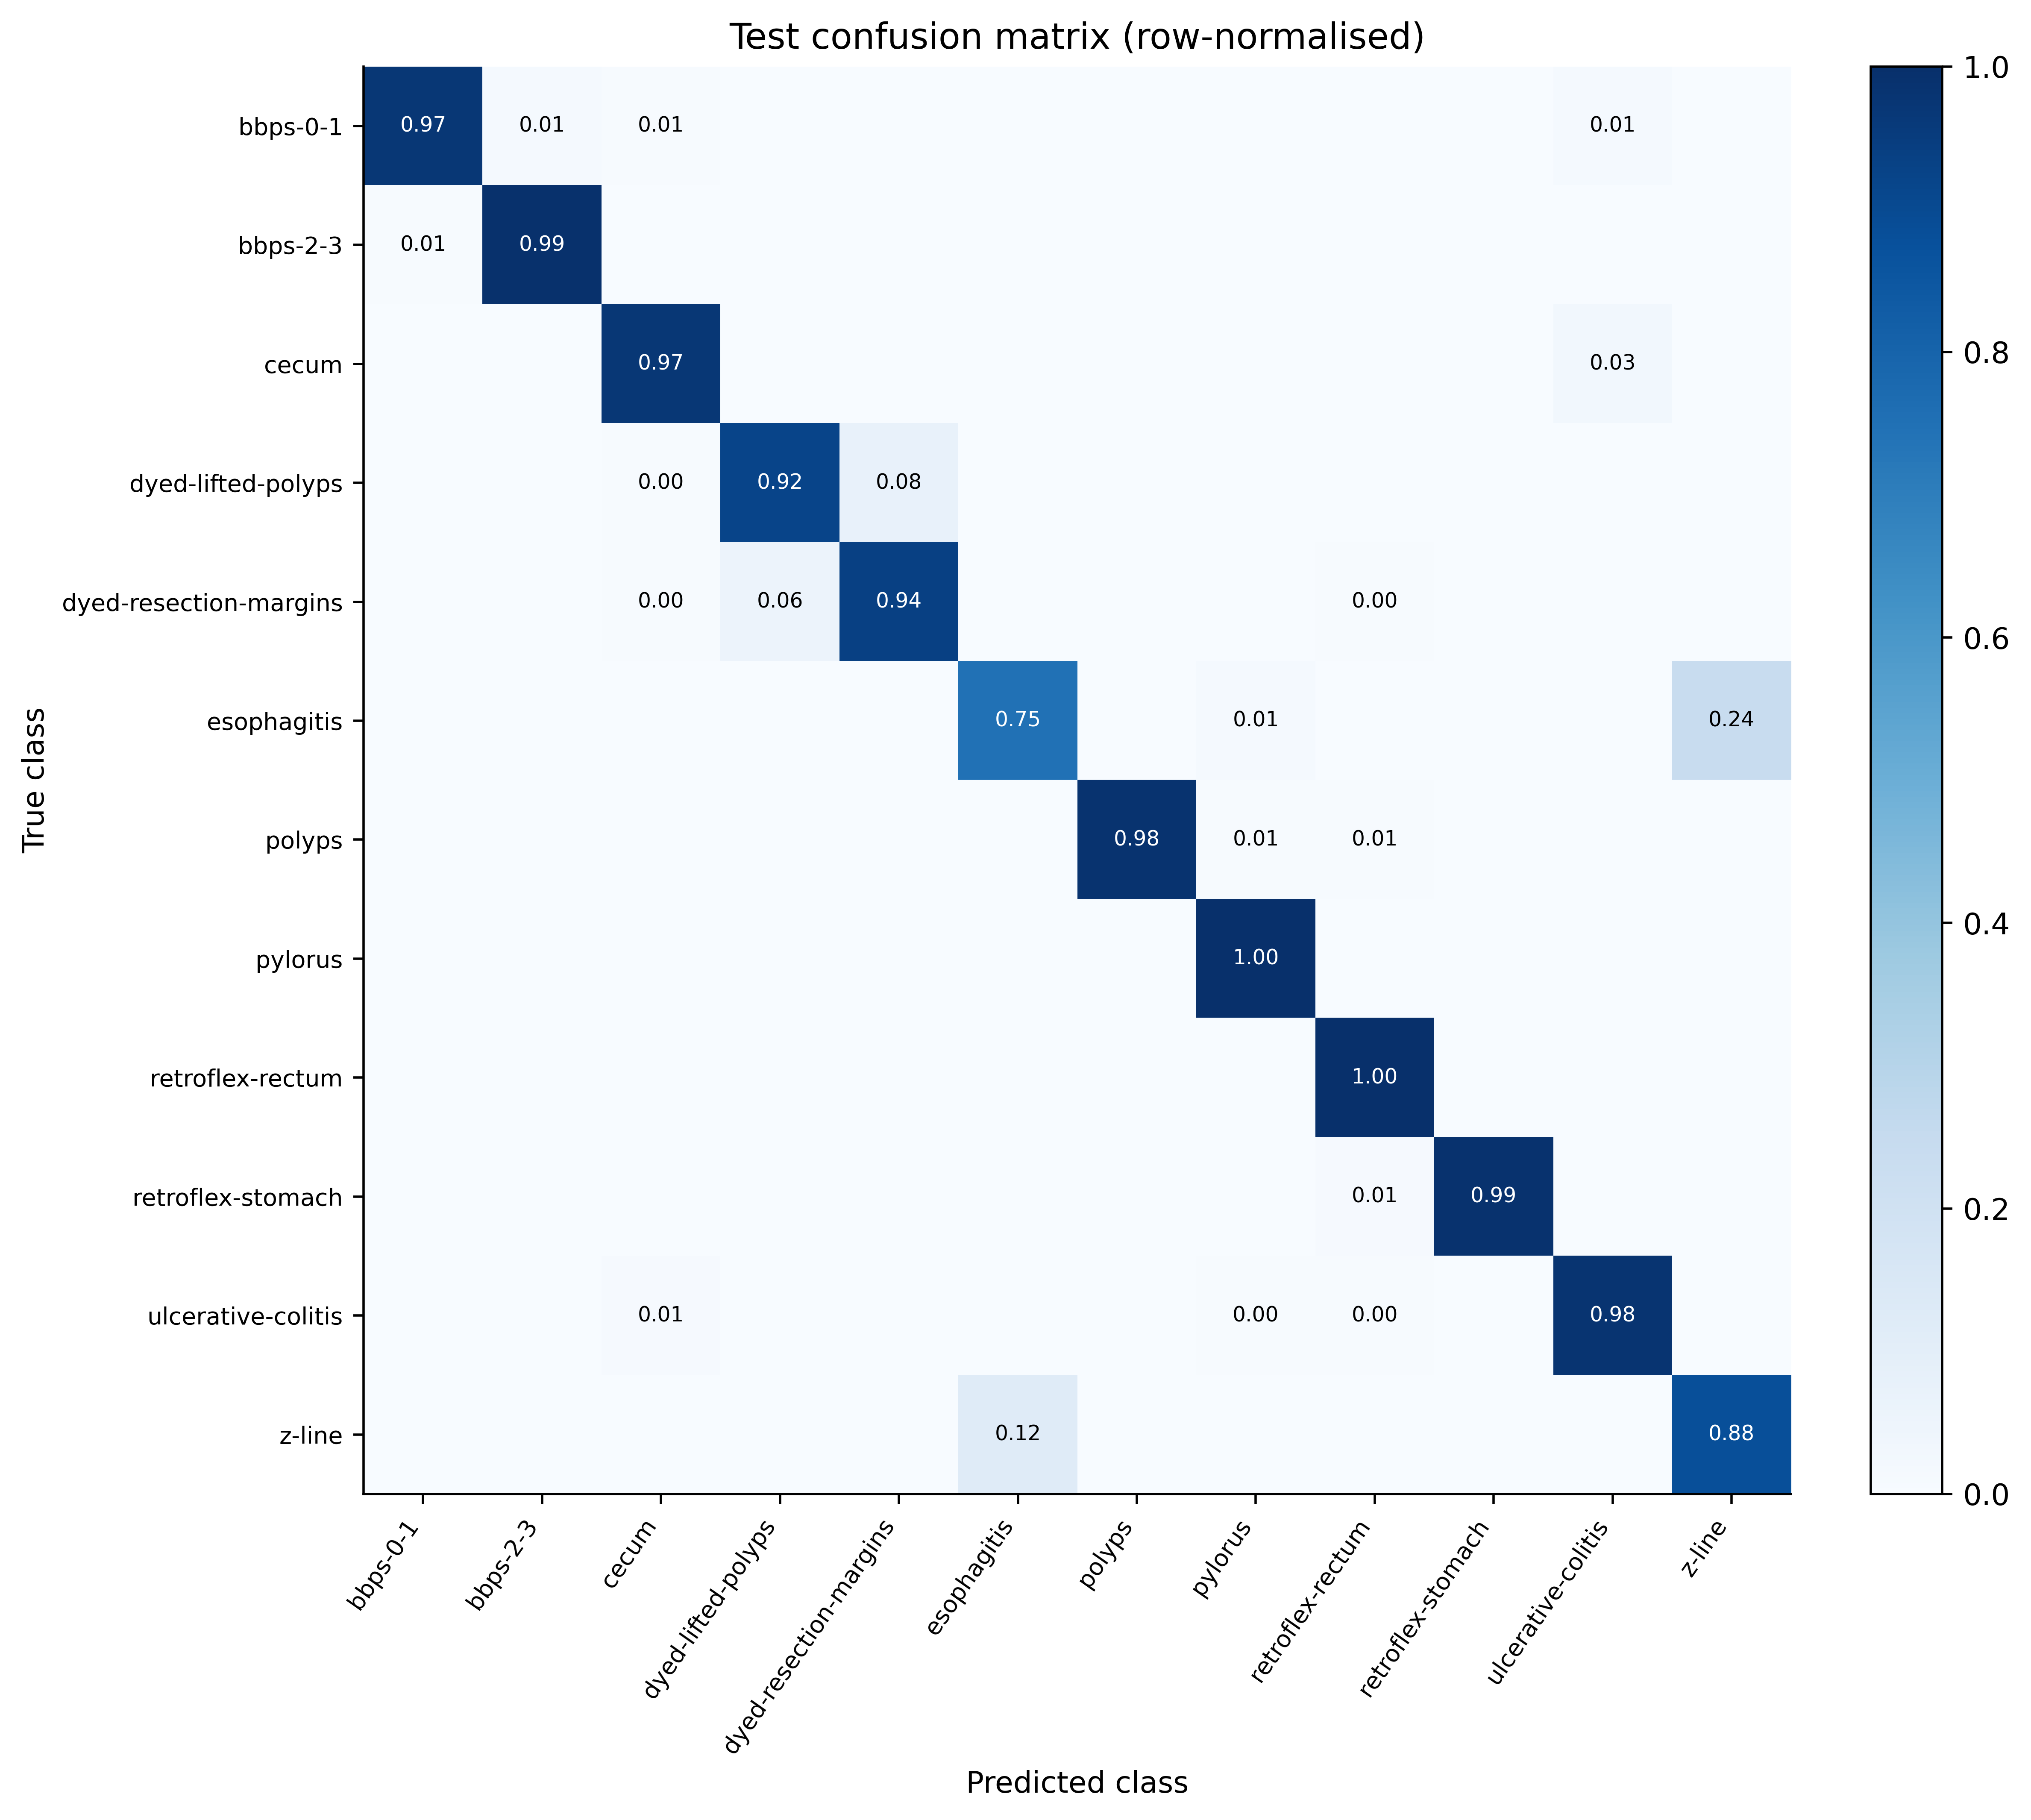 Test confusion matrix (row-normalised)
1.0
bbps-0-1 0.97 0.01 0.01 0.01
bbps-2-3 0.01 0.99
0.8
cecum 0.97 0.03
dyed-lifted-polyps 0.00 0.92 0.08
dyed-resection-margins 0.00 0.06 0.94 0.00
0.6
esophagitis 0.75 0.01 0.24
True class
polyps 0.98 0.01 0.01
0.4
pylorus 1.00
retroflex-rectum 1.00
retroflex-stomach 0.01 0.99
0.2
ulcerative-colitis 0.01 0.00 0.00 0.98
z-line 0.12 0.88
0.0
bbps-0-1
bbps-2-3
cecum
dyed-lifted-polyps
dyed-resection-margins
esophagitis
polyps
pylorus
retroflex-rectum
retroflex-stomach
ulcerative-colitis
z-line
Predicted class